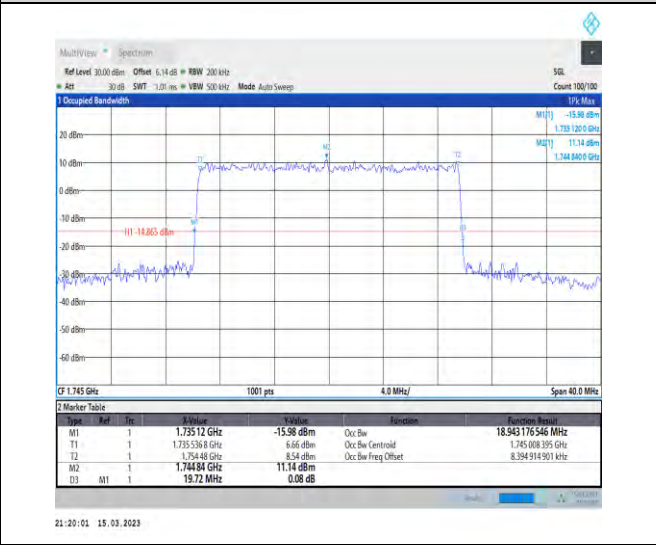 MultiView Spectrum
Ref Level 30.00 dBm Offset 6.14 dB RBW 200 kHz SGL
Att 30 dB SWT 1.01 ms VBW 500 kHz Mode Auto Sweep Count 100/100
1 Occupied Bandwidth 1Pk Max
M1[1] -15.98 dBm
1.735 120 0 GHz
20 dBm
M2[1] 11.14 dBm
1.744 840 0 GHz
M2
T1
T2
10 dBm
0 dBm
-10 dBm
M1
H1 -14.865 dBm
D3
-20 dBm
-30 dBm
-40 dBm
-50 dBm
-60 dBm
CF 1.745 GHz 1001 pts 4.0 MHz/ Span 40.0 MHz
2 Marker Table
Type Ref Trc X-Value Y-Value Function Function Result
M1 1 1.735 12 GHz -15.98 dBm Occ Bw 18.943 176 546 MHz
T1 1 1.735 536 8 GHz 6.66 dBm Occ Bw Centroid 1.745 008 395 GHz
T2 1 1.754 48 GHz 8.54 dBm Occ Bw Freq Offset 8.394 914 901 kHz
M2 1 1.744 84 GHz 11.14 dBm
D3 M1 1 19.72 MHz 0.08 dB
21:20:01 15.03.2023